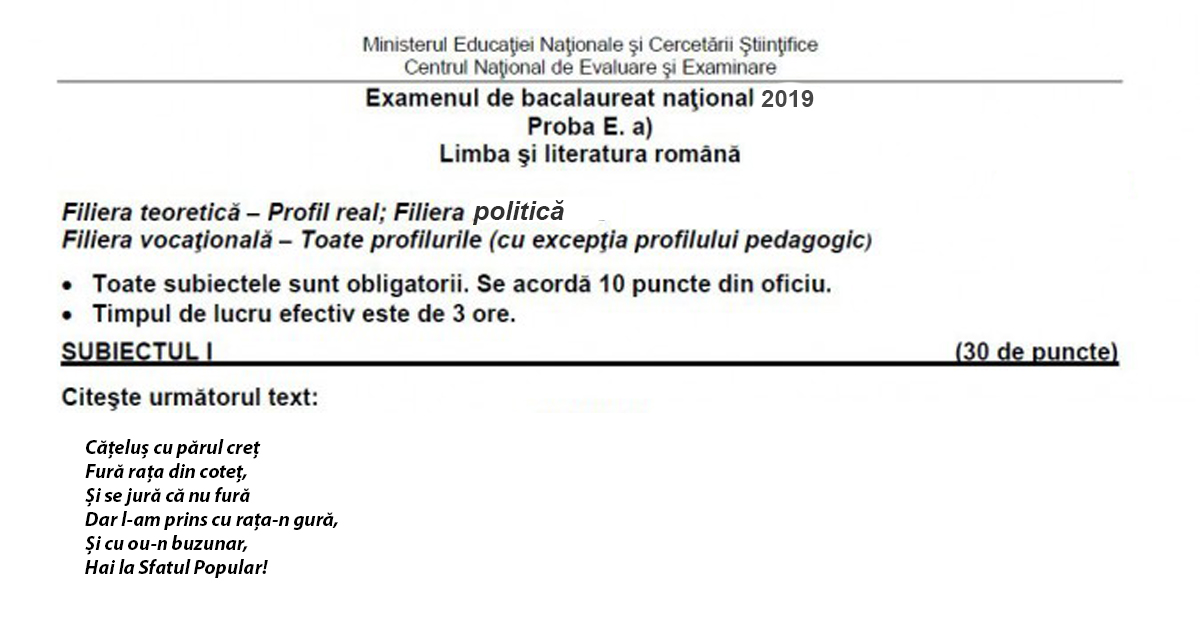 Ministerul Educaţiei Naţionale şi Cercetării Ştiinţifice
Centrul Naţional de Evaluare şi Examinare
Examenul de bacalaureat naţional 2019
Proba E. a)
Limba şi literatura română
Filiera teoretică – Profil real; Filiera politică
Filiera vocaţională – Toate profilurile (cu excepţia profilului pedagogic)
• Toate subiectele sunt obligatorii. Se acordă 10 puncte din oficiu.
• Timpul de lucru efectiv este de 3 ore.
SUBIECTUL I (30 de puncte)
Citeşte următorul text:
Cățeluș cu părul creț
Fură rața din coteț,
Și se jură că nu fură
Dar l-am prins cu rața-n gură,
Și cu ou-n buzunar,
Hai la Sfatul Popular!